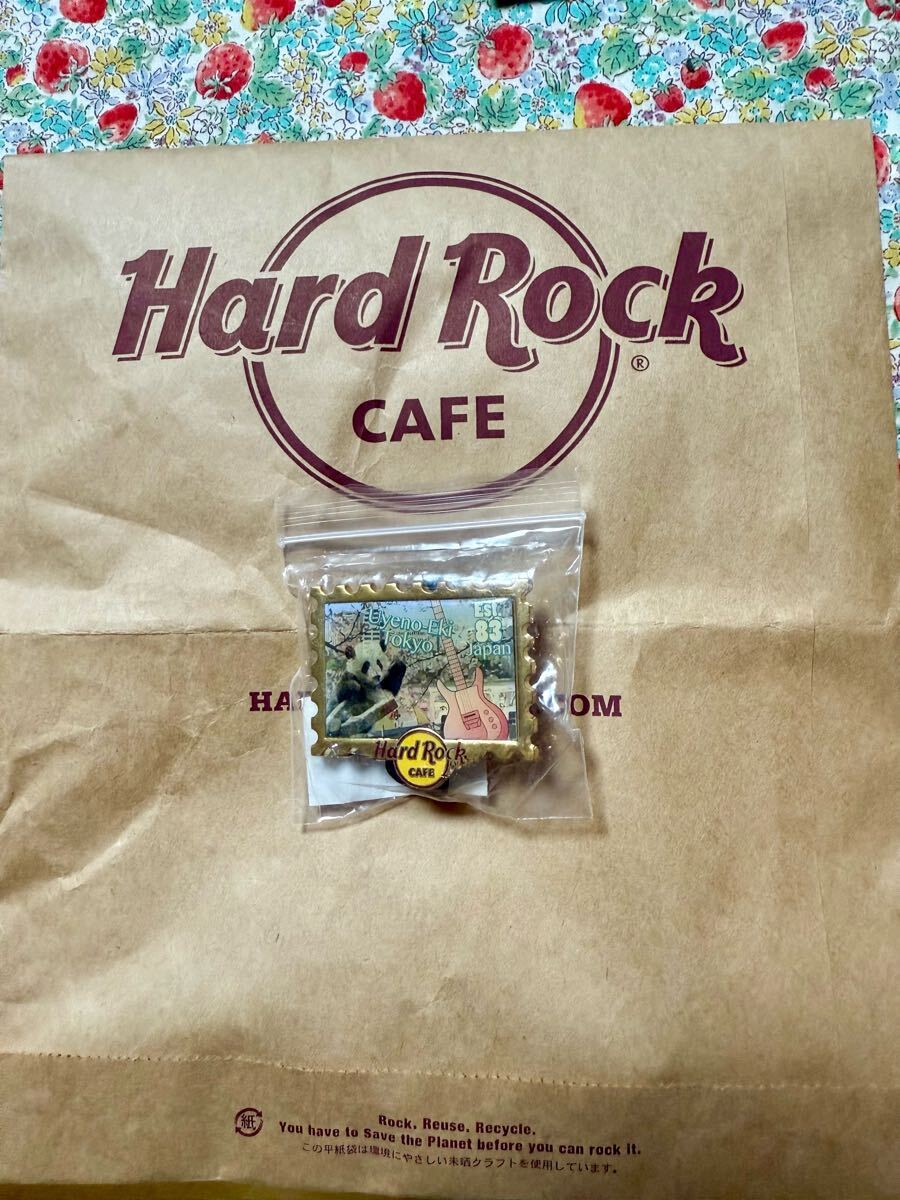 Hard Rock
®
CAFE
Uyeno-Eki
Tokyo
Est.
83
Japan
HA
OM
Hard Rock
CAFE
紙
Rock, Reuse, Recycle.
You have to Save the Planet before you can rock it.
この平紙袋は環境にやさしい未晒クラフトを使用しています。